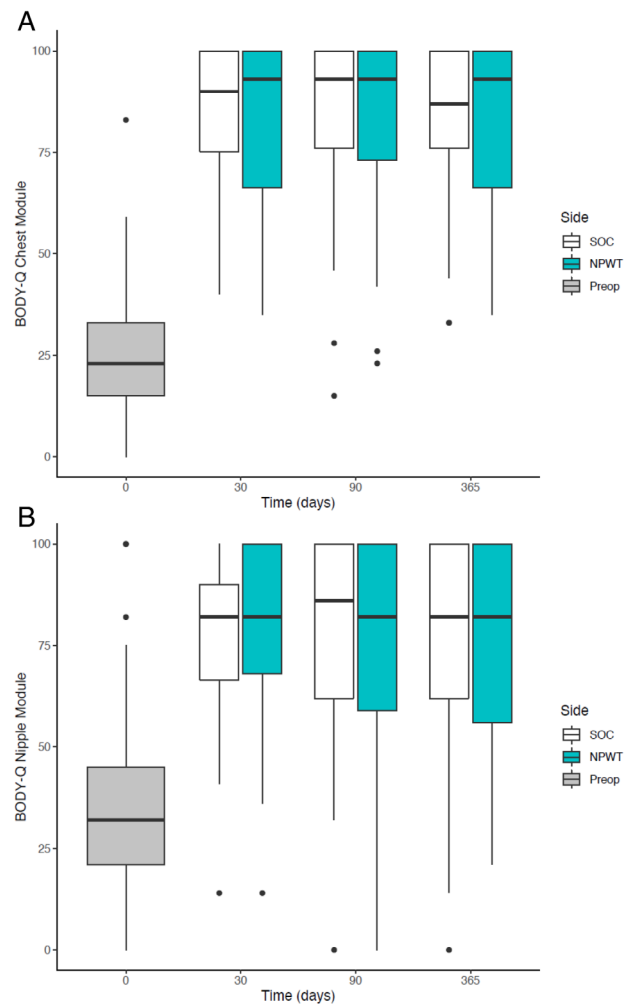 A
100
75
50
25
0
BODY-Q Chest Module
0 30 90 365
Time (days)
Side
SOC
NPWT
Preop
B
100
75
50
25
0
BODY-Q Nipple Module
0 30 90 365
Time (days)
Side
SOC
NPWT
Preop